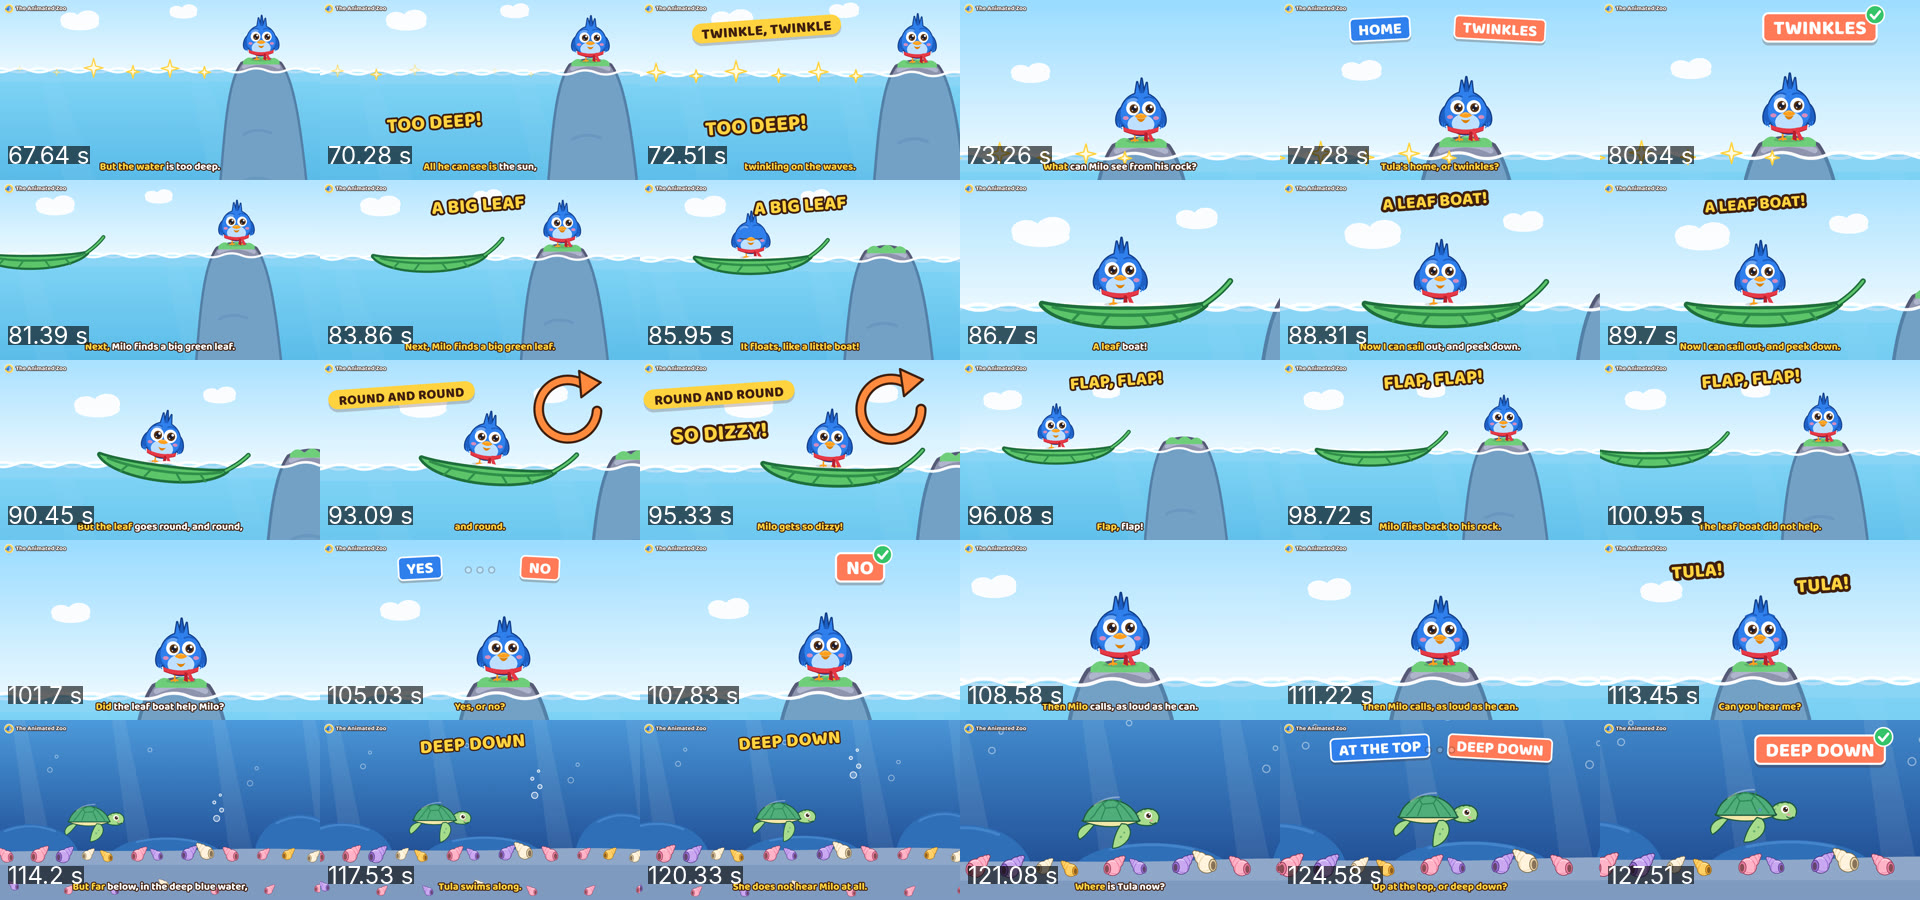 The Animated Zoo
But the water is too deep.
67.64 s
The Animated Zoo
TOO DEEP!
All he can see is the sun,
70.28 s
The Animated Zoo
TWINKLE, TWINKLE
TOO DEEP!
twinkling on the waves.
72.51 s
The Animated Zoo
What can Milo see from his rock?
73.26 s
The Animated Zoo
HOME
TWINKLES
Tula's home, or twinkles?
77.28 s
The Animated Zoo
TWINKLES
80.64 s
The Animated Zoo
81.39 s
Next, Milo finds a big green leaf.
The Animated Zoo
A BIG LEAF
83.86 s
Next, Milo finds a big green leaf.
The Animated Zoo
A BIG LEAF
85.95 s
It floats, like a little boat!
The Animated Zoo
86.7 s
A leaf boat!
The Animated Zoo
A LEAF BOAT!
88.31 s
Now I can sail out, and peek down.
The Animated Zoo
A LEAF BOAT!
89.7 s
Now I can sail out, and peek down.
The Animated Zoo
90.45 s
But the leaf goes round, and round,
The Animated Zoo
ROUND AND ROUND
93.09 s
and round.
The Animated Zoo
ROUND AND ROUND
SO DIZZY!
95.33 s
Milo gets so dizzy!
The Animated Zoo
FLAP, FLAP!
96.08 s
Flap, flap!
The Animated Zoo
FLAP, FLAP!
98.72 s
Milo flies back to his rock.
The Animated Zoo
FLAP, FLAP!
100.95 s
The leaf boat did not help.
The Animated Zoo
101.7 s
Did the leaf boat help Milo?
The Animated Zoo
YES
NO
105.03 s
Yes, or no?
The Animated Zoo
NO
107.83 s
The Animated Zoo
108.58 s
Then Milo calls, as loud as he can.
The Animated Zoo
111.22 s
Then Milo calls, as loud as he can.
The Animated Zoo
TULA!
TULA!
113.45 s
Can you hear me?
The Animated Zoo
114.2 s
But far below, in the deep blue water,
The Animated Zoo
DEEP DOWN
117.53 s
Tula swims along.
The Animated Zoo
DEEP DOWN
120.33 s
She does not hear Milo at all.
The Animated Zoo
121.08 s
Where is Tula now?
The Animated Zoo
AT THE TOP
DEEP DOWN
124.58 s
Up at the top, or deep down?
The Animated Zoo
DEEP DOWN
127.51 s